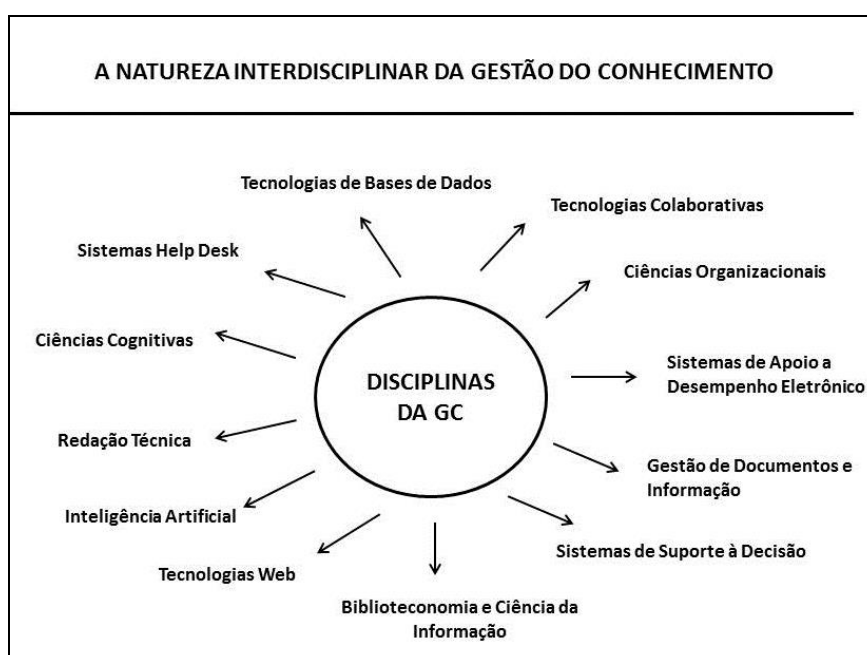 A NATUREZA INTERDISCIPLINAR DA GESTÃO DO CONHECIMENTO
Tecnologias de Bases de Dados
Tecnologias Colaborativas
Sistemas Help Desk
Ciências Organizacionais
Ciências Cognitivas
Sistemas de Apoio a
Desempenho Eletrônico
DISCIPLINAS
DA GC
Redação Técnica
Gestão de Documentos e
Informação
Inteligência Artificial
Sistemas de Suporte à Decisão
Tecnologias Web
Biblioteconomia e Ciência da
Informação